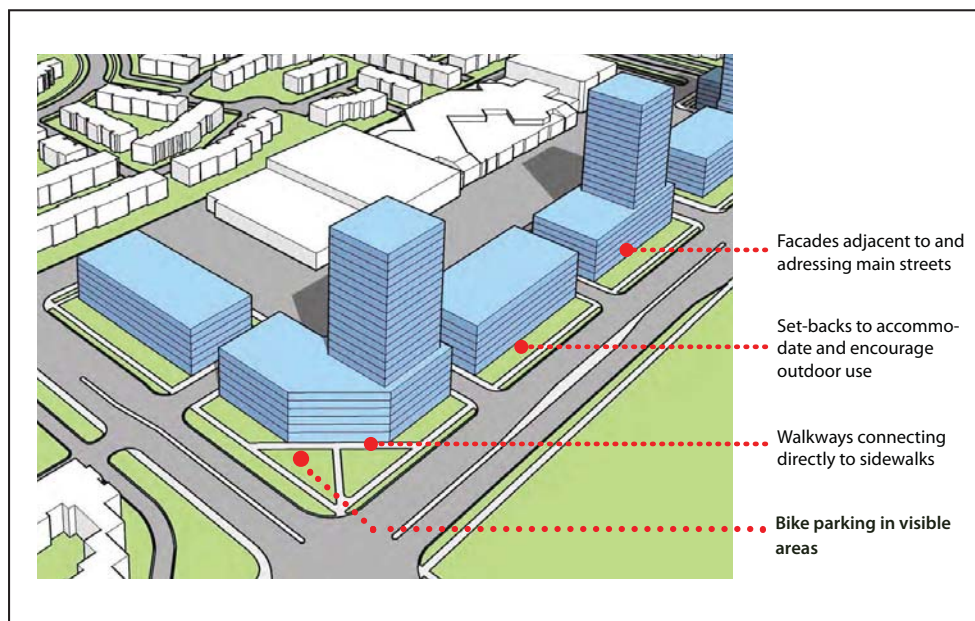 Facades adjacent to and
adressing main streets
Set-backs to accommo-
date and encourage
outdoor use
Walkways connecting
directly to sidewalks
Bike parking in visible
areas